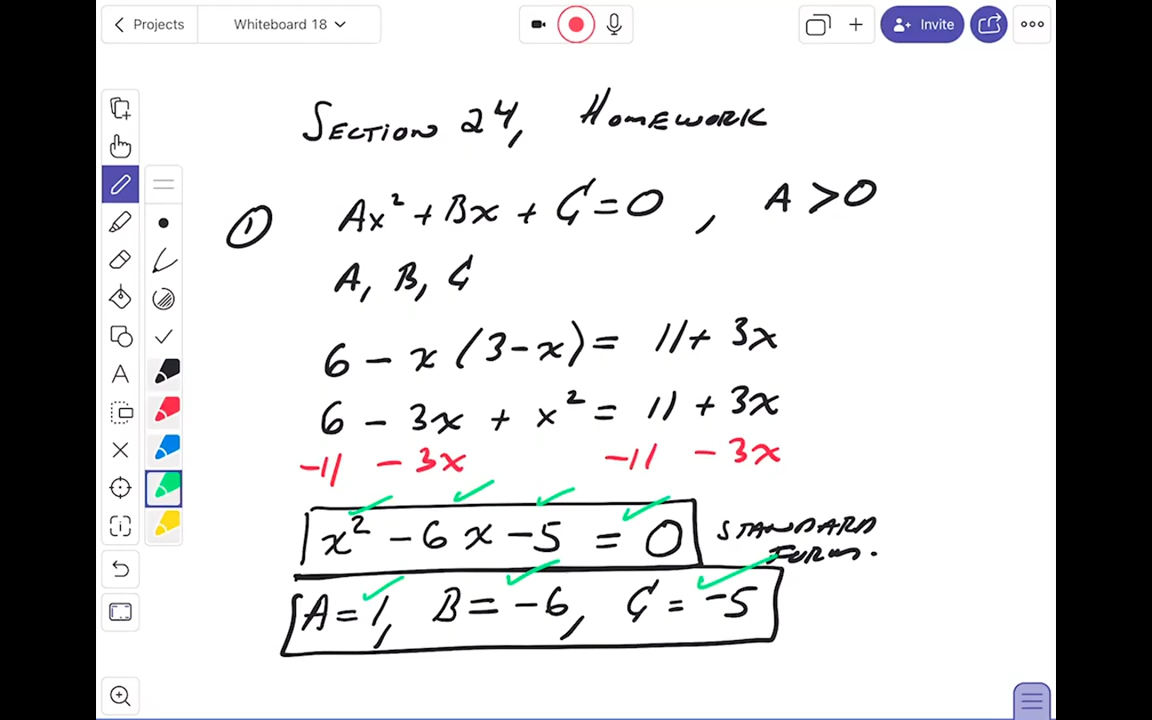 Projects
Whiteboard 18
Invite
Section 24, Homework
① Ax² + Bx + C = 0, A > 0
A, B, C
6 - x (3-x) = 11 + 3x
6 - 3x + x² = 11 + 3x
-11 - 3x -11 - 3x
x² - 6x - 5 = 0 STANDARD
FORM.
A = 1, B = -6, C = -5